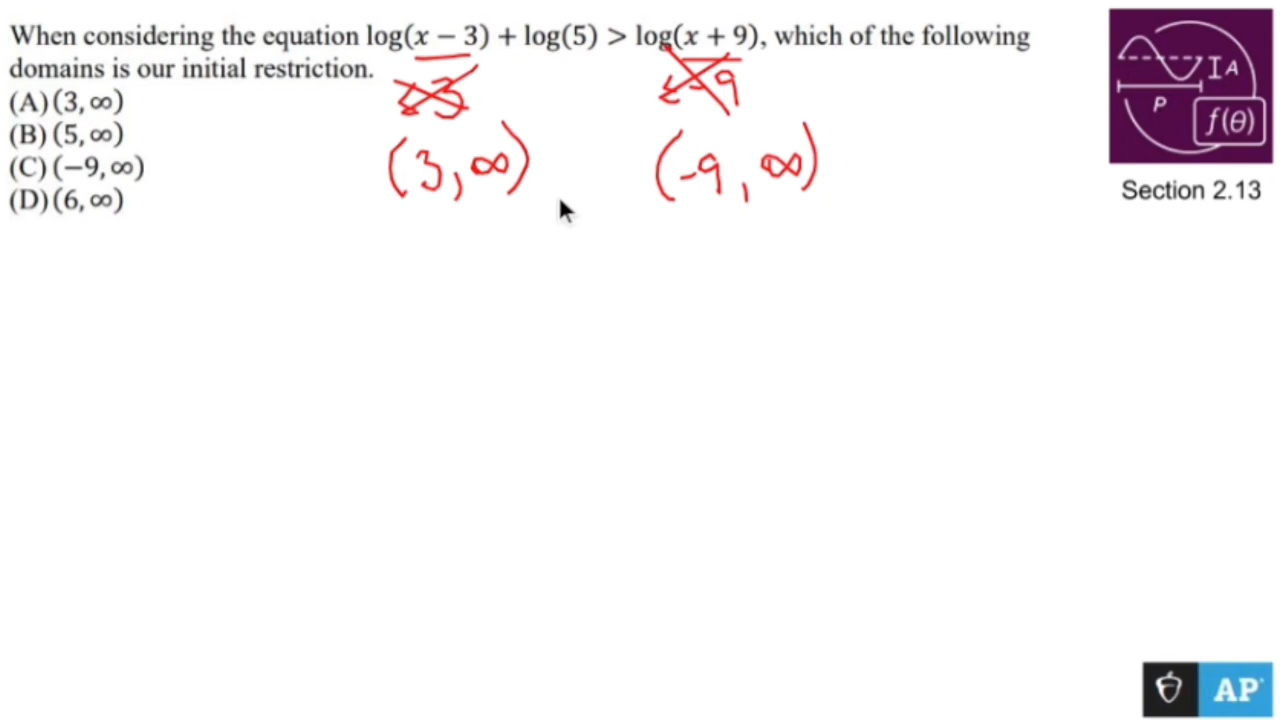 When considering the equation log(x − 3) + log(5) > log(x + 9), which of the following
domains is our initial restriction.
(A) (3, ∞)
(B) (5, ∞)
(C) (−9, ∞)
(D) (6, ∞)
(3, ∞)
-9
(-9, ∞)
I A
P
f(θ)
Section 2.13
AP